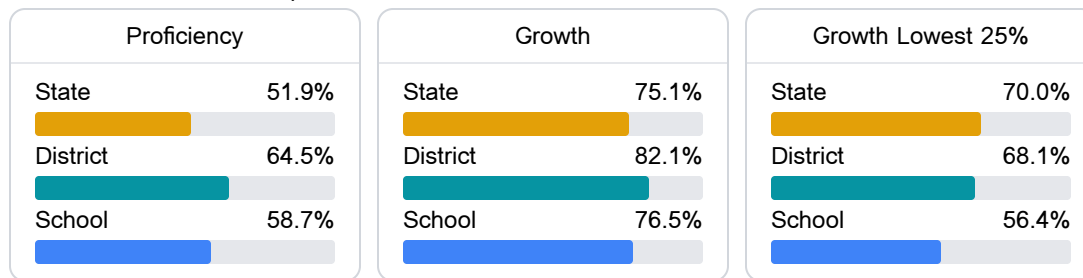 Proficiency
State 51.9%
District 64.5%
School 58.7%
Growth
State 75.1%
District 82.1%
School 76.5%
Growth Lowest 25%
State 70.0%
District 68.1%
School 56.4%